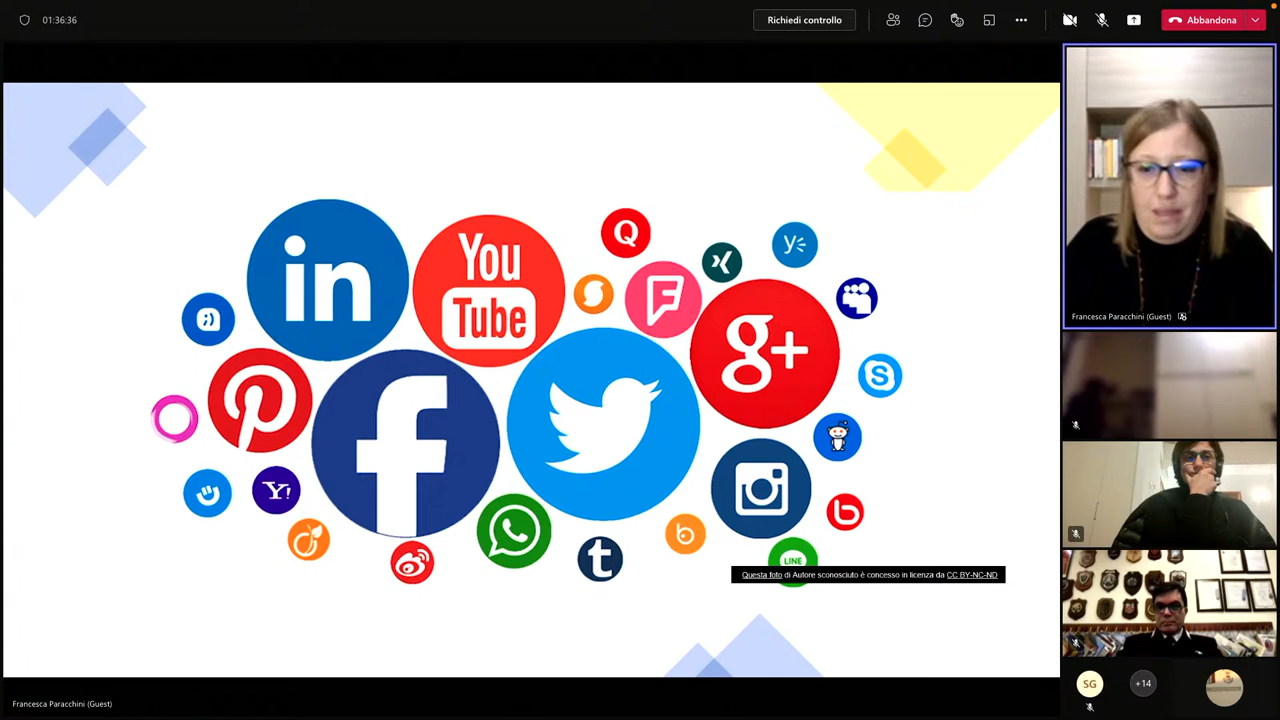 01:36:36
Richiedi controllo
Abbandona
in
You
Tube
Q
y
g+
f
Y!
t
b
LINE
Questa foto di Autore sconosciuto è concesso in licenza da CC BY-NC-ND
Francesca Paracchini (Guest)
Francesca Paracchini (Guest)
SG
+14